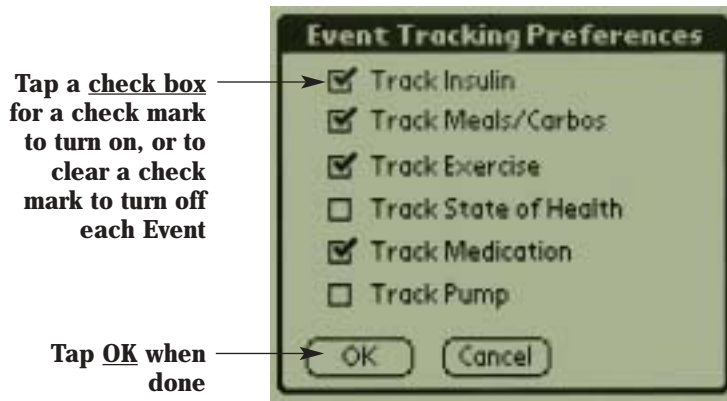 Event Tracking Preferences
Tap a check box
for a check mark
to turn on, or to
clear a check
mark to turn off
each Event
Track Insulin
Track Meals/Carbos
Track Exercise
Track State of Health
Track Medication
Track Pump
Tap OK when
done
OK
Cancel